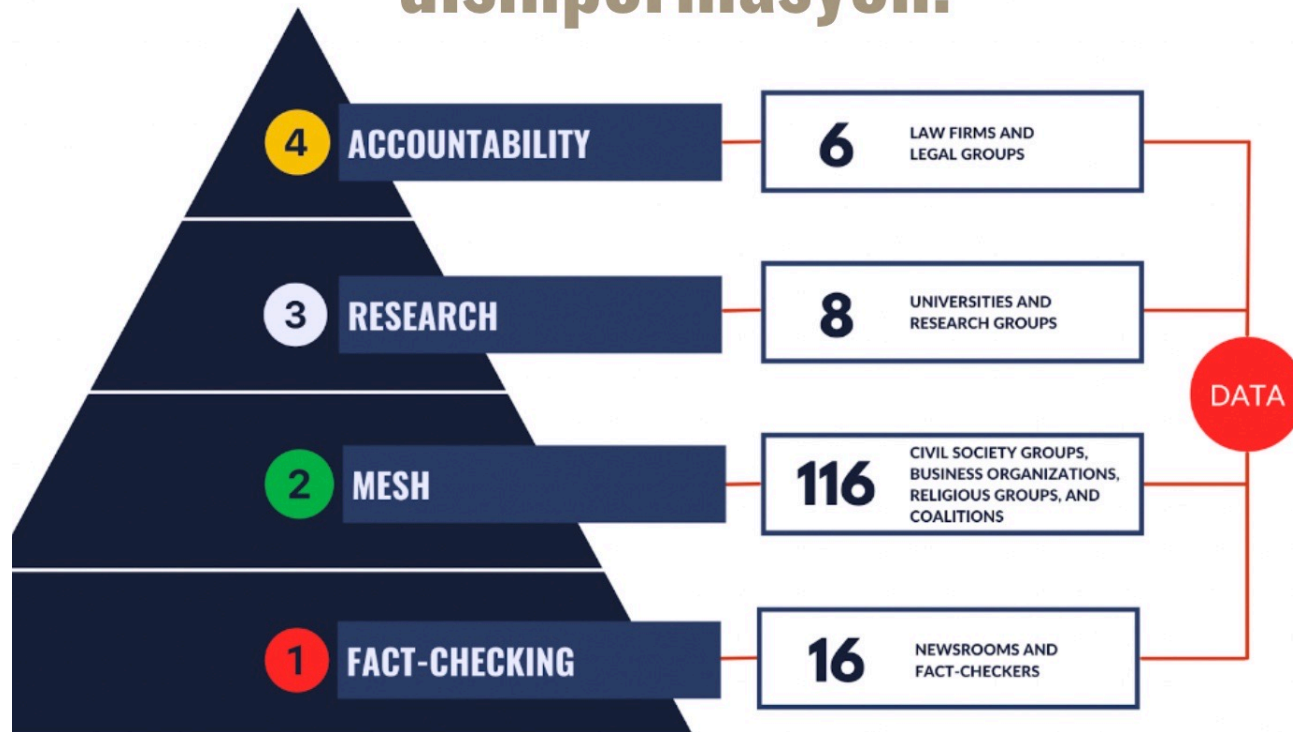 disimpormasyon.
4 ACCOUNTABILITY
6
LAW FIRMS AND
LEGAL GROUPS
3 RESEARCH
8
UNIVERSITIES AND
RESEARCH GROUPS
DATA
2 MESH
116
CIVIL SOCIETY GROUPS,
BUSINESS ORGANIZATIONS,
RELIGIOUS GROUPS, AND
COALITIONS
1 FACT-CHECKING
16
NEWSROOMS AND
FACT-CHECKERS